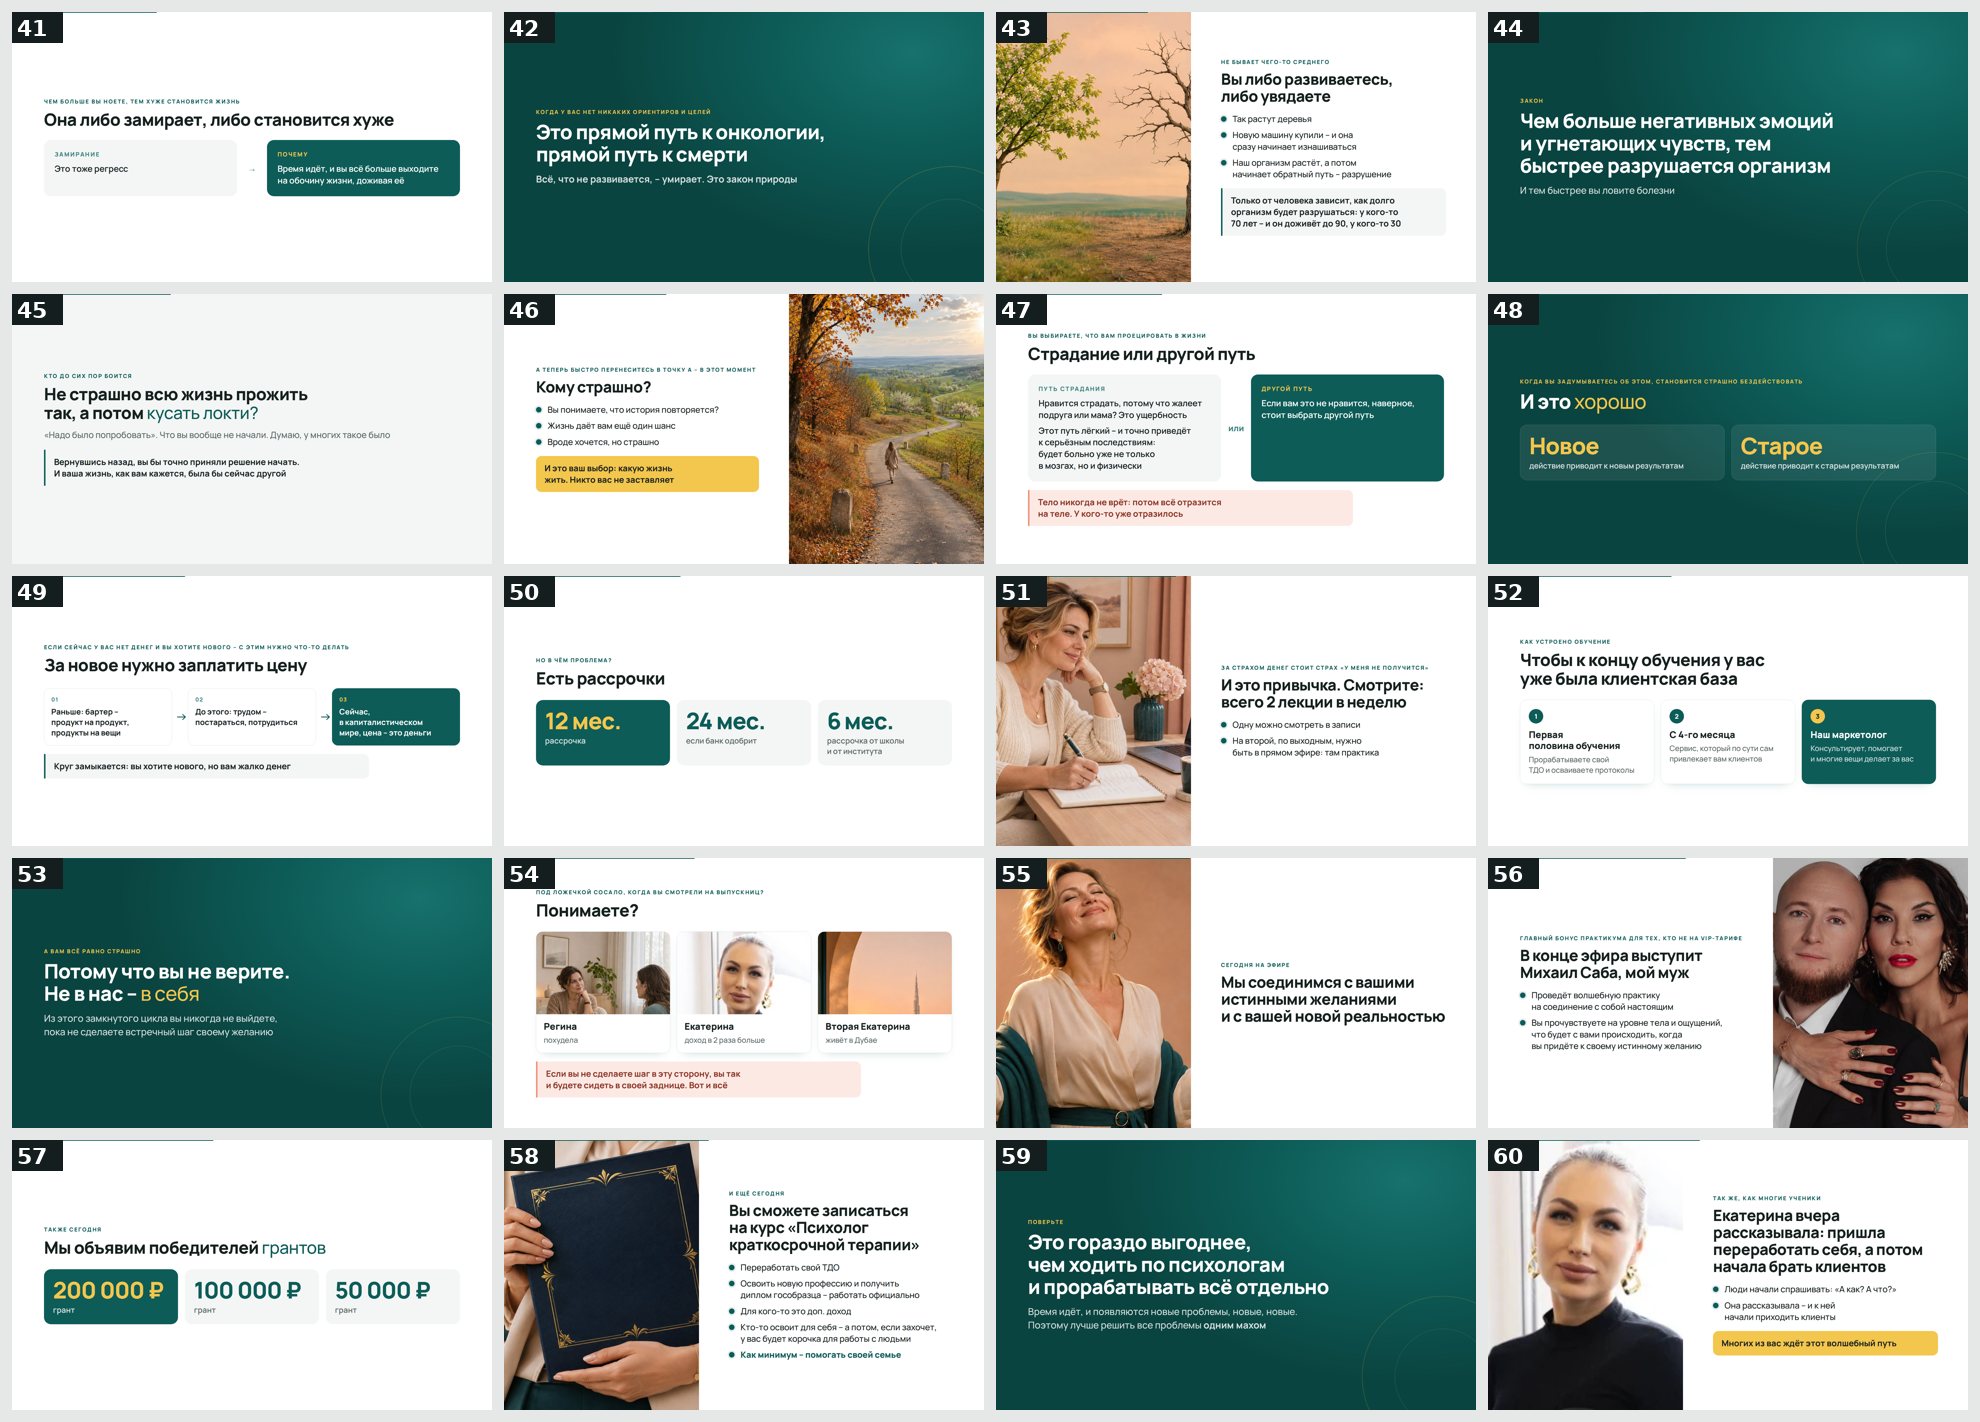 41
ЧЕМ БОЛЬШЕ ВЫ НОЕТЕ, ТЕМ ХУЖЕ СТАНОВИТСЯ ЖИЗНЬ
Она либо замирает, либо становится хуже
ЗАМИРАНИЕ
Это тоже регресс
→
ПОЧЕМУ
Время идёт, и вы всё больше выходите
на обочину жизни, доживая её
42
КОГДА У ВАС НЕТ НИКАКИХ ОРИЕНТИРОВ И ЦЕЛЕЙ
Это прямой путь к онкологии,
прямой путь к смерти
Всё, что не развивается, – умирает. Это закон природы
43
НЕ БЫВАЕТ ЧЕГО-ТО СРЕДНЕГО
Вы либо развиваетесь,
либо увядаете
Так растут деревья
Новую машину купили – и она
сразу начинает изнашиваться
Наш организм растёт, а потом
начинает обратный путь – разрушение
Только от человека зависит, как долго
организм будет разрушаться: у кого-то
70 лет – и он доживёт до 90, у кого-то 30
44
ЗАКОН
Чем больше негативных эмоций
и угнетающих чувств, тем
быстрее разрушается организм
И тем быстрее вы ловите болезни
45
КТО ДО СИХ ПОР БОИТСЯ
Не страшно всю жизнь прожить
так, а потом кусать локти?
«Надо было попробовать». Что вы вообще не начали. Думаю, у многих такое было
Вернувшись назад, вы бы точно приняли решение начать.
И ваша жизнь, как вам кажется, была бы сейчас другой
46
А ТЕПЕРЬ БЫСТРО ПЕРЕНЕСИТЕСЬ В ТОЧКУ А – В ЭТОТ МОМЕНТ
Кому страшно?
Вы понимаете, что история повторяется?
Жизнь даёт вам ещё один шанс
Вроде хочется, но страшно
И это ваш выбор: какую жизнь
жить. Никто вас не заставляет
47
ВЫ ВЫБИРАЕТЕ, ЧТО ВАМ ПРОЕЦИРОВАТЬ В ЖИЗНИ
Страдание или другой путь
ПУТЬ СТРАДАНИЯ
Нравится страдать, потому что жалеет
подруга или мама? Это ущербность
Этот путь лёгкий – и точно приведёт
к серьёзным последствиям:
будет больно уже не только
в мозгах, но и физически
ИЛИ
ДРУГОЙ ПУТЬ
Если вам это не нравится, наверное,
стоит выбрать другой путь
Тело никогда не врёт: потом всё отразится
на теле. У кого-то уже отразилось
48
КОГДА ВЫ ЗАДУМЫВАЕТЕСЬ ОБ ЭТОМ, СТАНОВИТСЯ СТРАШНО БЕЗДЕЙСТВОВАТЬ
И это хорошо
Новое
действие приводит к новым результатам
Старое
действие приводит к старым результатам
49
ЕСЛИ СЕЙЧАС У ВАС НЕТ ДЕНЕГ И ВЫ ХОТИТЕ НОВОГО – С ЭТИМ НУЖНО ЧТО-ТО ДЕЛАТЬ
За новое нужно заплатить цену
01
Раньше: бартер –
продукт на продукт,
продукты на вещи
→
02
До этого: трудом –
постараться, потрудиться
→
03
Сейчас,
в капиталистическом
мире, цена – это деньги
Круг замыкается: вы хотите нового, но вам жалко денег
50
НО В ЧЁМ ПРОБЛЕМА?
Есть рассрочки
12 мес.
рассрочка
24 мес.
если банк одобрит
6 мес.
рассрочка от школы
и от института
51
ЗА СТРАХОМ ДЕНЕГ СТОИТ СТРАХ «У МЕНЯ НЕ ПОЛУЧИТСЯ»
И это привычка. Смотрите:
всего 2 лекции в неделю
Одну можно смотреть в записи
На второй, по выходным, нужно
быть в прямом эфире: там практика
52
КАК УСТРОЕНО ОБУЧЕНИЕ
Чтобы к концу обучения у вас
уже была клиентская база
1
Первая
половина обучения
Прорабатываете свой
ТДО и осваиваете протоколы
2
С 4-го месяца
Сервис, который по сути сам
привлекает вам клиентов
3
Наш маркетолог
Консультирует, помогает
и многие вещи делает за вас
53
А ВАМ ВСЁ РАВНО СТРАШНО
Потому что вы не верите.
Не в нас – в себя
Из этого замкнутого цикла вы никогда не выйдете,
пока не сделаете встречный шаг своему желанию
54
ПОД ЛОЖЕЧКОЙ СОСАЛО, КОГДА ВЫ СМОТРЕЛИ НА ВЫПУСКНИЦ?
Понимаете?
Регина
похудела
Екатерина
доход в 2 раза больше
Вторая Екатерина
живёт в Дубае
Если вы не сделаете шаг в эту сторону, вы так
и будете сидеть в своей заднице. Вот и всё
55
СЕГОДНЯ НА ЭФИРЕ
Мы соединимся с вашими
истинными желаниями
и с вашей новой реальностью
56
ГЛАВНЫЙ БОНУС ПРАКТИКУМА ДЛЯ ТЕХ, КТО НЕ НА VIP-ТАРИФЕ
В конце эфира выступит
Михаил Саба, мой муж
Проведёт волшебную практику
на соединение с собой настоящим
Вы прочувствуете на уровне тела и ощущений,
что будет с вами происходить, когда
вы придёте к своему истинному желанию
57
ТАКЖЕ СЕГОДНЯ
Мы объявим победителей грантов
200 000 ₽
грант
100 000 ₽
грант
50 000 ₽
грант
58
И ЕЩЁ СЕГОДНЯ
Вы сможете записаться
на курс «Психолог
краткосрочной терапии»
Переработать свой ТДО
Освоить новую профессию и получить
диплом гособразца – работать официально
Для кого-то это доп. доход
Кто-то освоит для себя – а потом, если захочет,
у вас будет корочка для работы с людьми
Как минимум – помогать своей семье
59
ПОВЕРЬТЕ
Это гораздо выгоднее,
чем ходить по психологам
и прорабатывать всё отдельно
Время идёт, и появляются новые проблемы, новые, новые.
Поэтому лучше решить все проблемы одним махом
60
ТАК ЖЕ, КАК МНОГИЕ УЧЕНИКИ
Екатерина вчера
рассказывала: пришла
переработать себя, а потом
начала брать клиентов
Люди начали спрашивать: «А как? А что?»
Она рассказывала – и к ней
начали приходить клиенты
Многих из вас ждёт этот волшебный путь